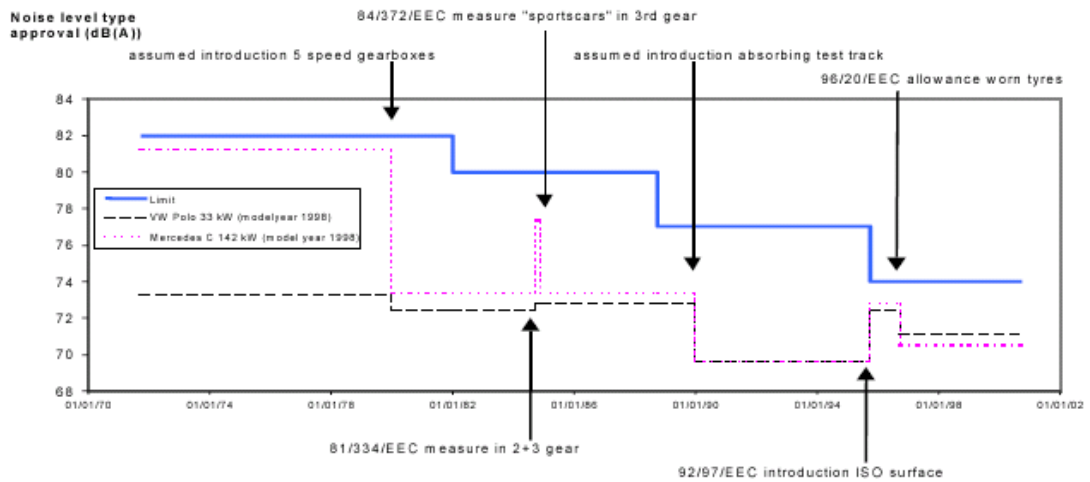 Noise level type
approval (dB(A))
84/372/EEC measure "sportscars" in 3rd gear
assumed introduction 5 speed gearboxes
assumed introduction absorbing test track
96/20/EEC allowance worn tyres
84
82
80
78
76
74
72
70
68
Limit
VW Polo 33 kW (modelyear 1998)
Mercedes C 142 kW (model year 1998)
01/01/70
01/01/74
01/01/78
01/01/82
01/01/86
01/01/90
01/01/94
01/01/98
01/01/02
81/334/EEC measure in 2+3 gear
92/97/EEC introduction ISO surface